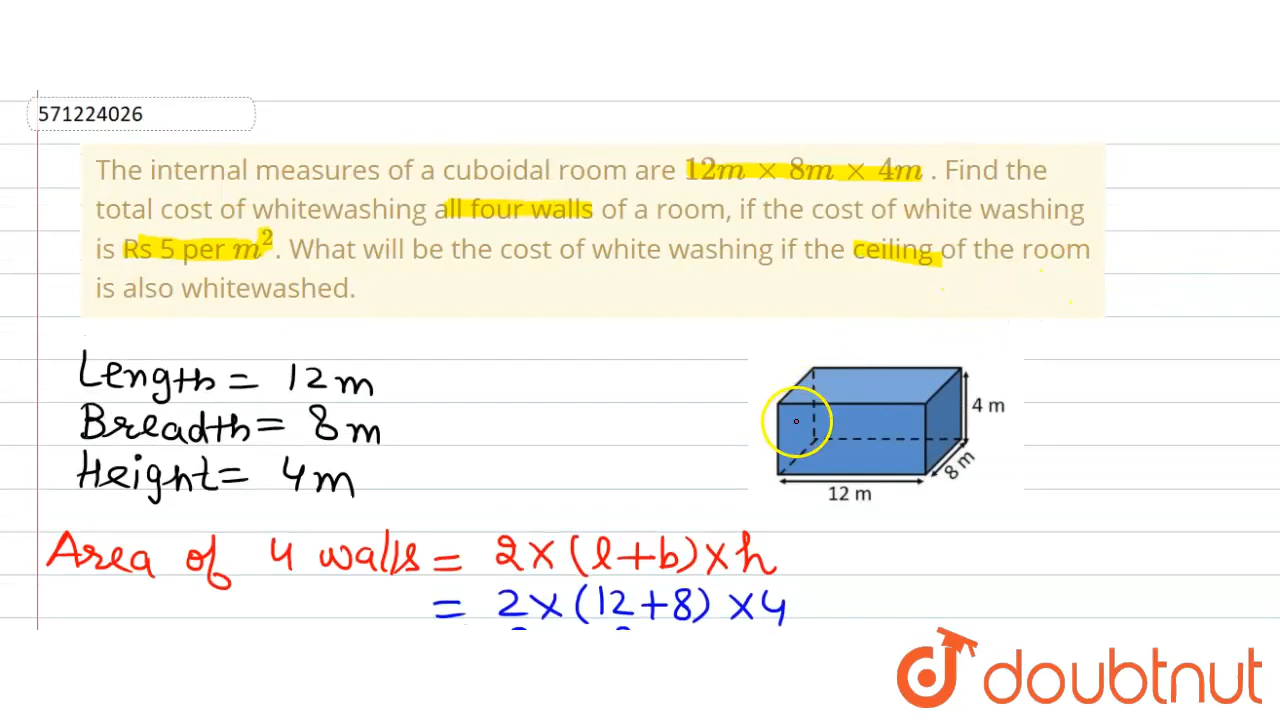 571224026
The internal measures of a cuboidal room are 12m × 8m × 4m . Find the
total cost of whitewashing all four walls of a room, if the cost of white washing
is Rs 5 per m². What will be the cost of white washing if the ceiling of the room
is also whitewashed.
Length = 12 m
Breadth = 8 m
Height = 4 m
4 m
8 m
12 m
Area of 4 walls = 2 × (l + b) × h
= 2 × (12 + 8) × 4
doubtnut